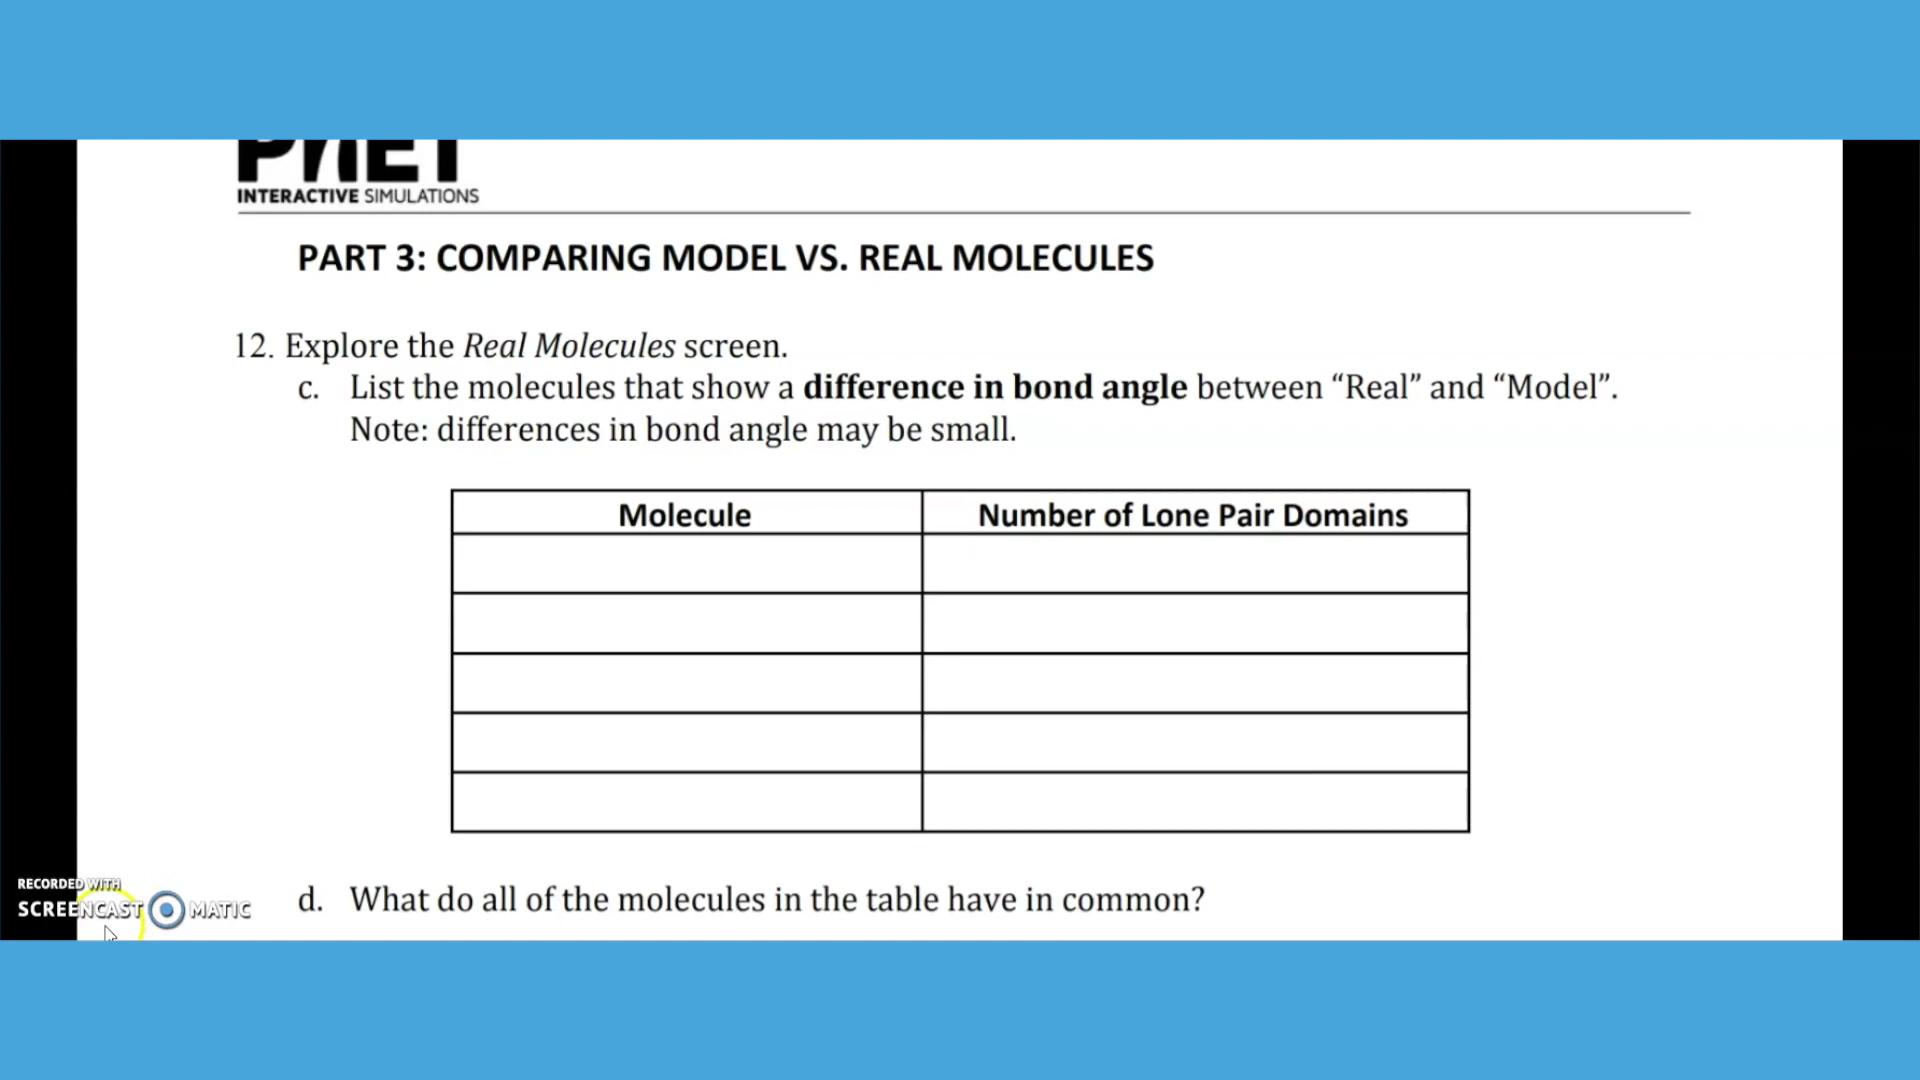 PhET
INTERACTIVE SIMULATIONS
PART 3: COMPARING MODEL VS. REAL MOLECULES
12. Explore the Real Molecules screen.
c. List the molecules that show a difference in bond angle between “Real” and “Model”.
Note: differences in bond angle may be small.
Molecule Number of Lone Pair Domains
d. What do all of the molecules in the table have in common?
RECORDED WITH
SCREENCAST MATIC